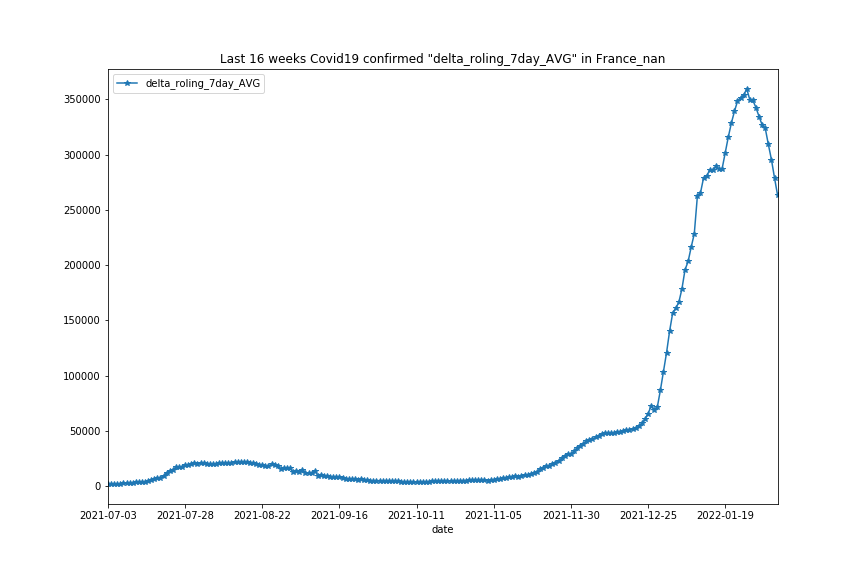 Last 16 weeks Covid19 confirmed "delta_roling_7day_AVG" in France_nan
delta_roling_7day_AVG
350000
300000
250000
200000
150000
100000
50000
0
2021-07-03 2021-07-28 2021-08-22 2021-09-16 2021-10-11 2021-11-05 2021-11-30 2021-12-25 2022-01-19
date